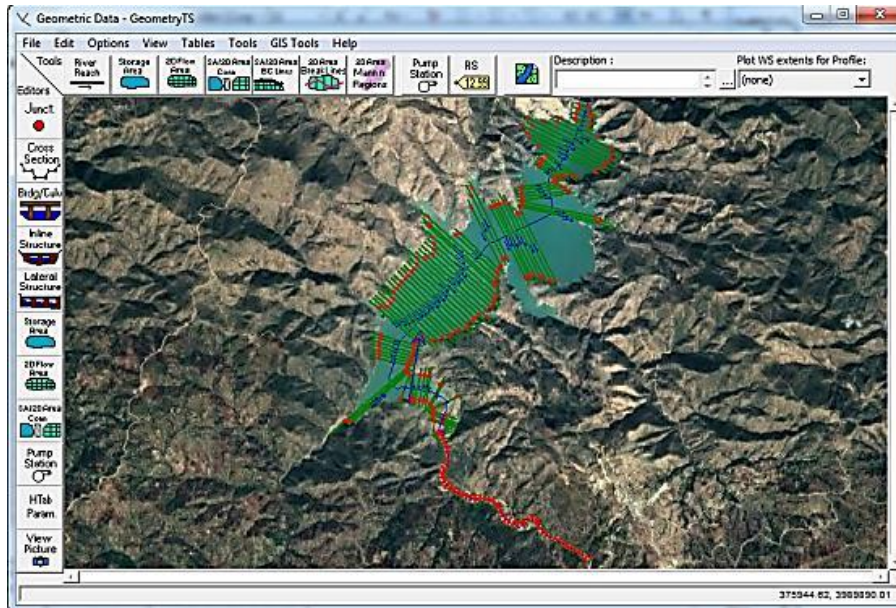 Geometric Data - GeometryTS
File Edit Options View Tables Tools GIS Tools Help
Tools
Editors
River
Reach
Storage
Area
2D Flow
Area
SA/2D Area
Conn
SA/2D Area
BC Lines
2D Area
Break Lines
2D Area
Mann n
Regions
Pump
Station
RS
12.99
Description :
...
Plot WS extents for Profile:
(none)
Junct.
Cross
Section
Brdg/Culv
Inline
Structure
Lateral
Structure
Storage
Area
2D Flow
Area
SA/2D Area
Conn
Pump
Station
HTab
Param.
View
Picture
375944.62, 3989890.01